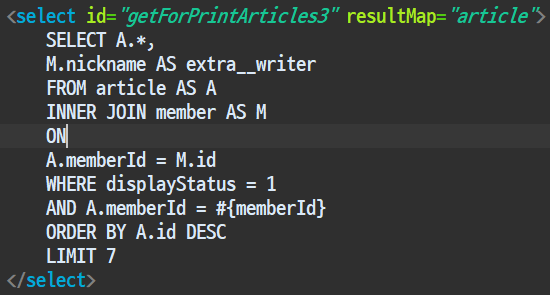 <select id="getForPrintArticles3" resultMap="article">
SELECT A.*,
M.nickname AS extra__writer
FROM article AS A
INNER JOIN member AS M
ON
A.memberId = M.id
WHERE displayStatus = 1
AND A.memberId = #{memberId}
ORDER BY A.id DESC
LIMIT 7
</select>